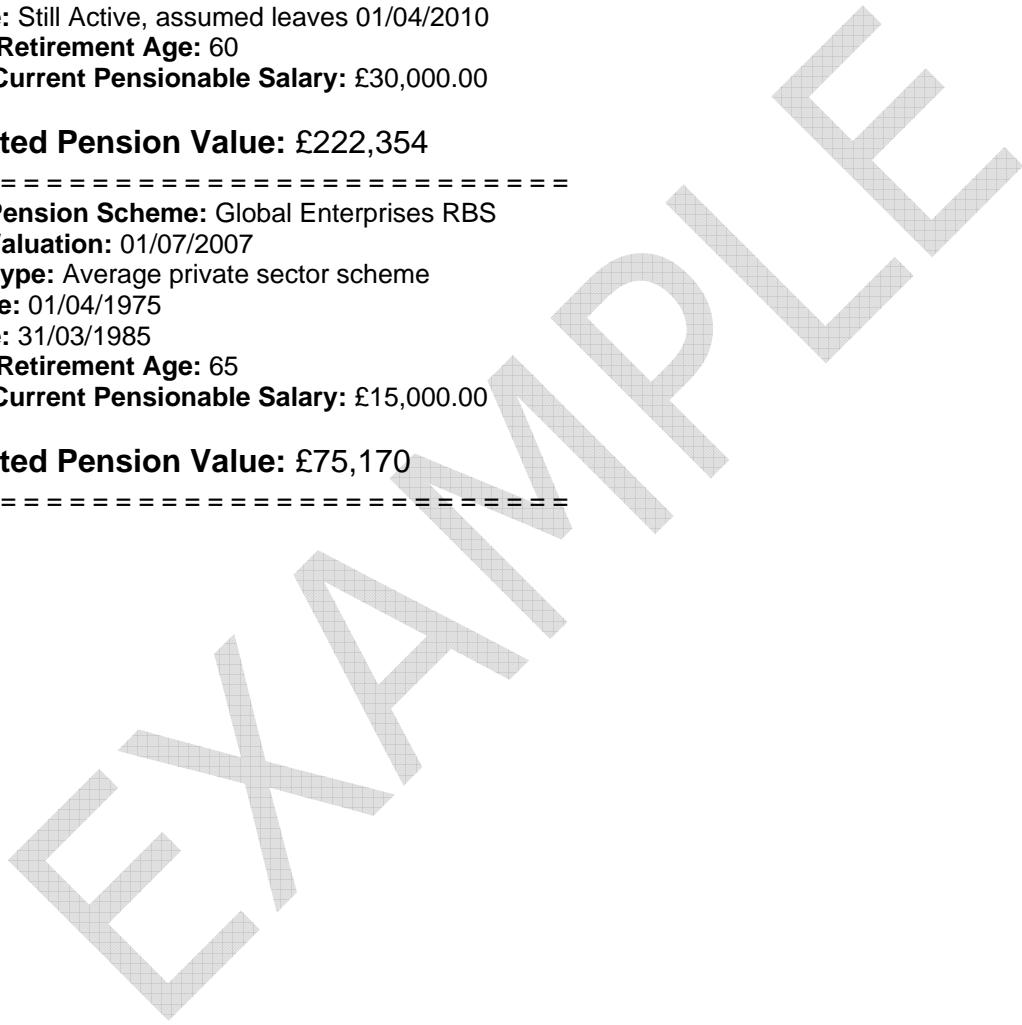 : Still Active, assumed leaves 01/04/2010
Retirement Age: 60
Current Pensionable Salary: £30,000.00
ted Pension Value: £222,354
= = = = = = = = = = = = = = = = = = = = = = = = =
Pension Scheme: Global Enterprises RBS
Valuation: 01/07/2007
ype: Average private sector scheme
e: 01/04/1975
: 31/03/1985
Retirement Age: 65
Current Pensionable Salary: £15,000.00
ted Pension Value: £75,170
= = = = = = = = = = = = = = = = = = = = = = = = =
EXAMPLE